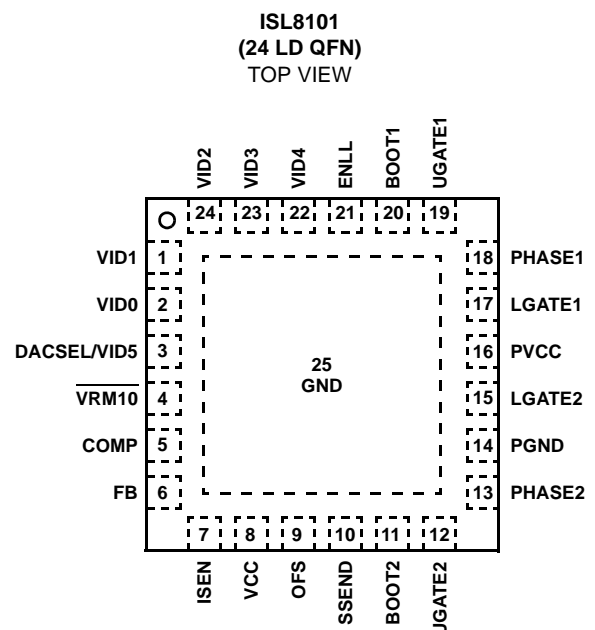 ISL8101
(24 LD QFN)
TOP VIEW
VID2
VID3
VID4
ENLL
BOOT1
UGATE1
24
23
22
21
20
19
VID1 1
VID0 2
DACSEL/VID5 3
VRM10 4
COMP 5
FB 6
25
GND
18 PHASE1
17 LGATE1
16 PVCC
15 LGATE2
14 PGND
13 PHASE2
7
8
9
10
11
12
ISEN
VCC
OFS
SSEND
BOOT2
UGATE2